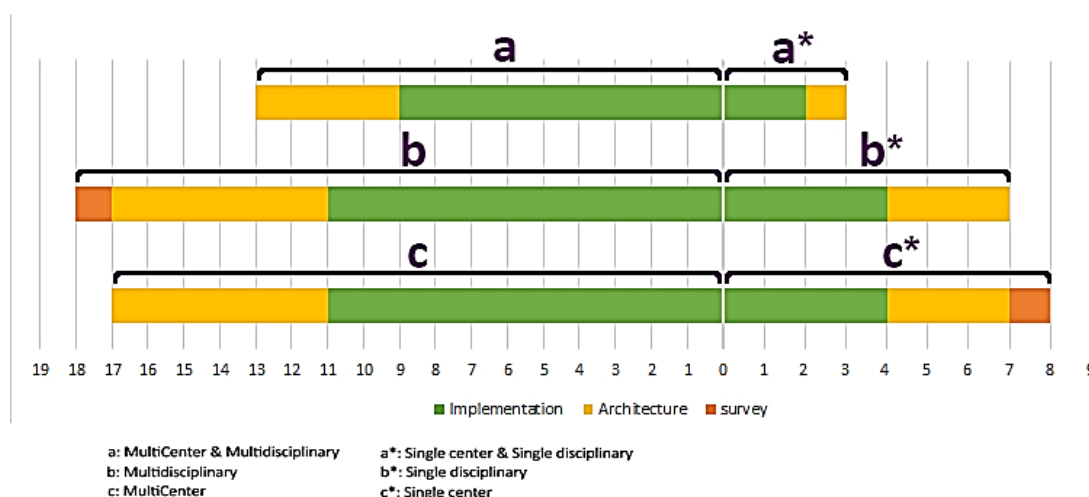 a a*
b b*
c c*
19 18 17 16 15 14 13 12 11 10 9 8 7 6 5 4 3 2 1 0 1 2 3 4 5 6 7 8 9
Implementation Architecture survey
a: MultiCenter & Multidisciplinary a*: Single center & Single disciplinary
b: Multidisciplinary b*: Single disciplinary
c: MultiCenter c*: Single center